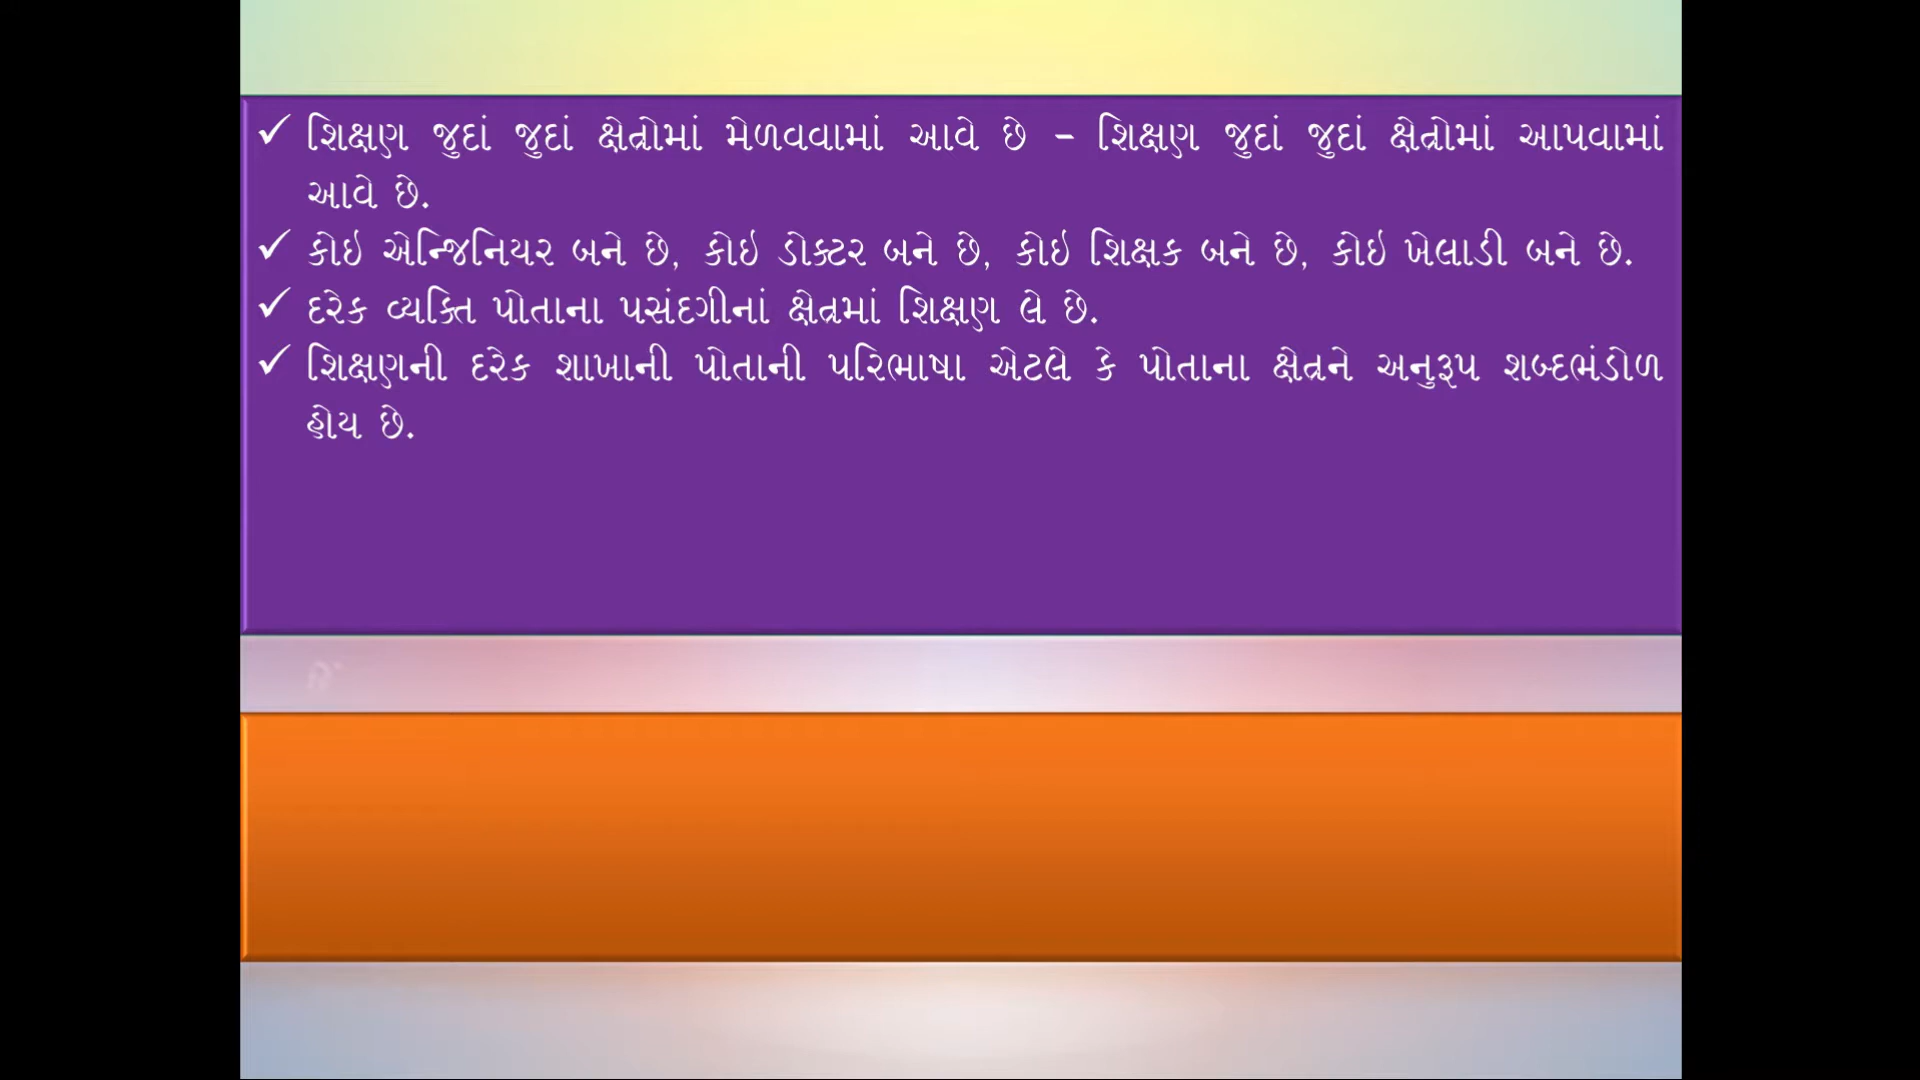 ✓ શિક્ષણ જુદાં જુદાં ક્ષેત્રોમાં મેળવવામાં આવે છે – શિક્ષણ જુદાં જુદાં ક્ષેત્રોમાં આપવામાં
આવે છે.
✓ કોઇ એન્જિનિયર બને છે, કોઇ ડોક્ટર બને છે, કોઇ શિક્ષક બને છે, કોઇ ખેલાડી બને છે.
✓ દરેક વ્યક્તિ પોતાના પસંદગીનાં ક્ષેત્રમાં શિક્ષણ લે છે.
✓ શિક્ષણની દરેક શાખાની પોતાની પરિભાષા એટલે કે પોતાના ક્ષેત્રને અનુરૂપ શબ્દભંડોળ
હોય છે.